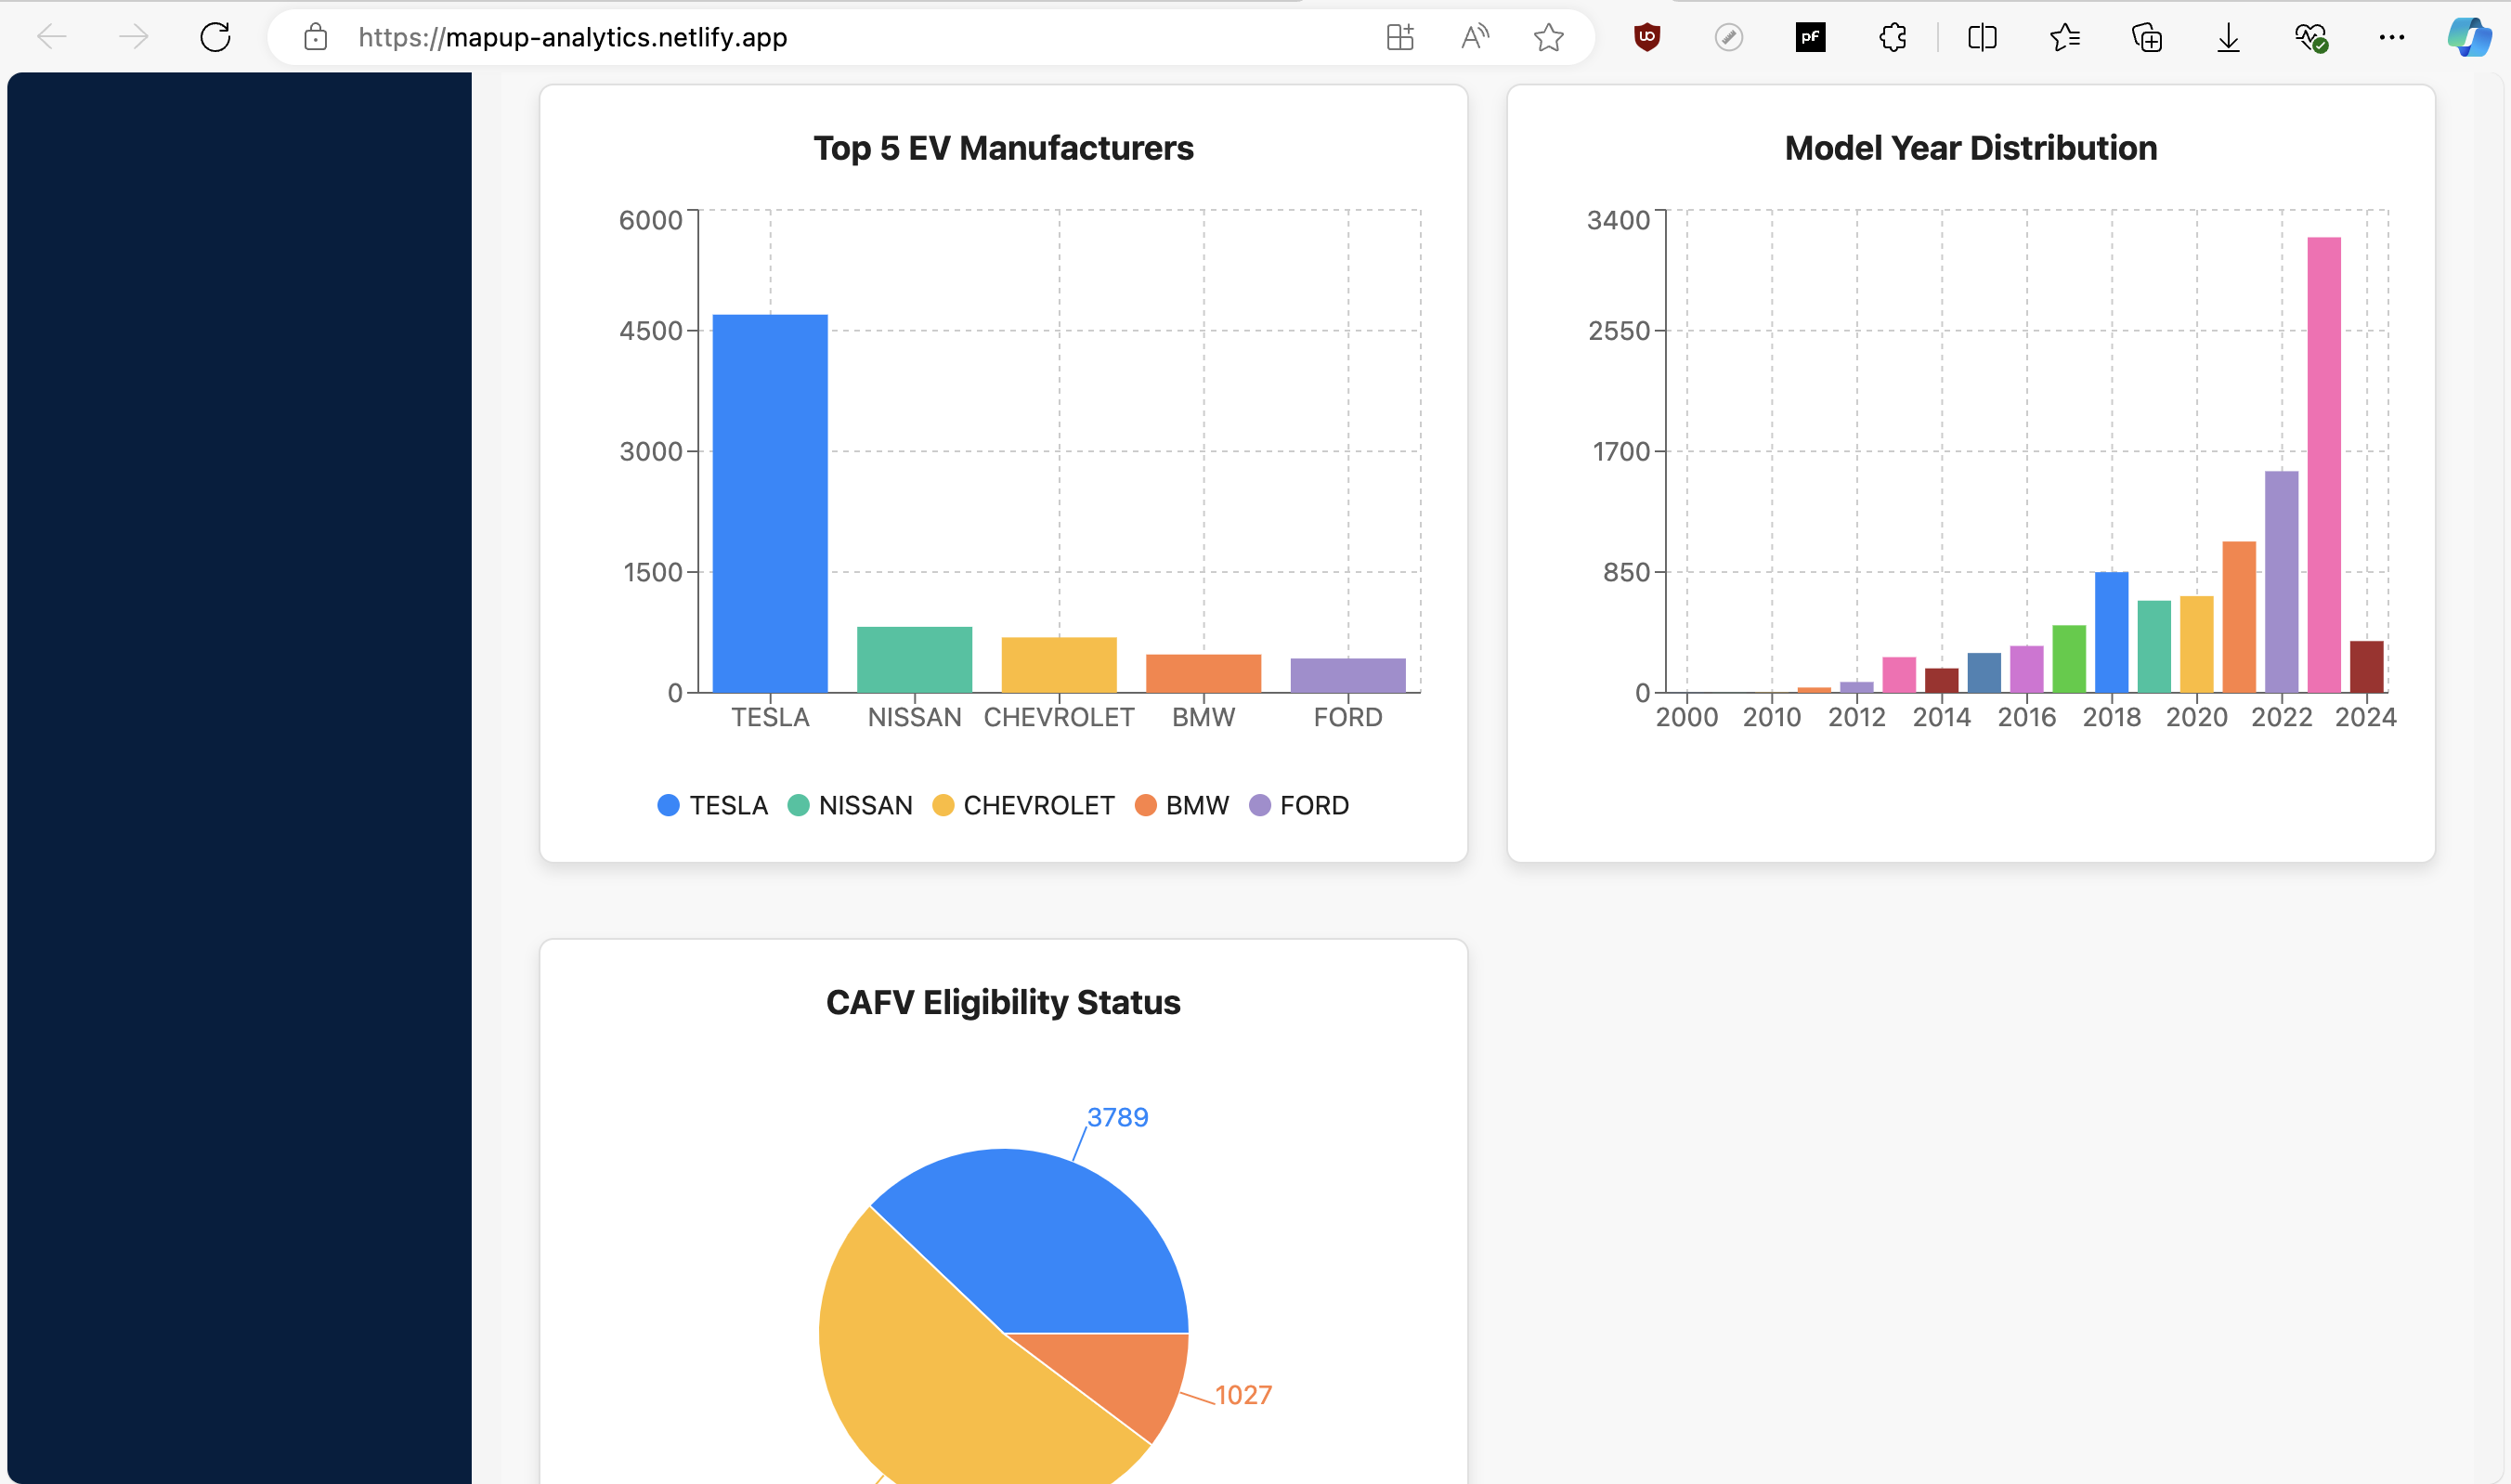 https://mapup-analytics.netlify.app
Top 5 EV Manufacturers
6000
4500
3000
1500
0
TESLA NISSAN CHEVROLET BMW FORD
TESLA NISSAN CHEVROLET BMW FORD
Model Year Distribution
3400
2550
1700
850
0
2000 2010 2012 2014 2016 2018 2020 2022 2024
CAFV Eligibility Status
3789
1027